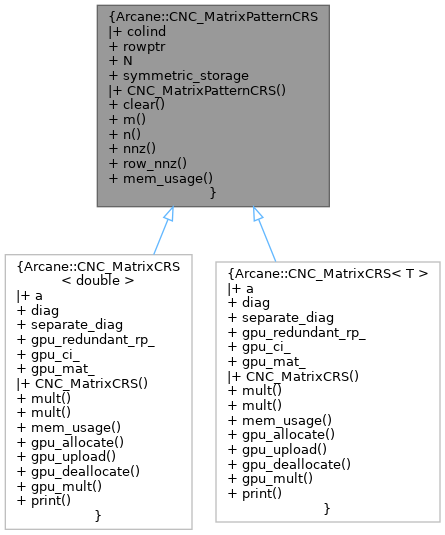 {Arcane::CNC_MatrixPatternCRS
|+ colind
+ rowptr
+ N
+ symmetric_storage
|+ CNC_MatrixPatternCRS()
+ clear()
+ m()
+ n()
+ nnz()
+ row_nnz()
+ mem_usage()
}
{Arcane::CNC_MatrixCRS
< double >
|+ a
+ diag
+ separate_diag
+ gpu_redundant_rp_
+ gpu_ci_
+ gpu_mat_
|+ CNC_MatrixCRS()
+ mult()
+ mult()
+ mem_usage()
+ gpu_allocate()
+ gpu_upload()
+ gpu_deallocate()
+ gpu_mult()
+ print()
}
{Arcane::CNC_MatrixCRS< T >
|+ a
+ diag
+ separate_diag
+ gpu_redundant_rp_
+ gpu_ci_
+ gpu_mat_
|+ CNC_MatrixCRS()
+ mult()
+ mult()
+ mem_usage()
+ gpu_allocate()
+ gpu_upload()
+ gpu_deallocate()
+ gpu_mult()
+ print()
}